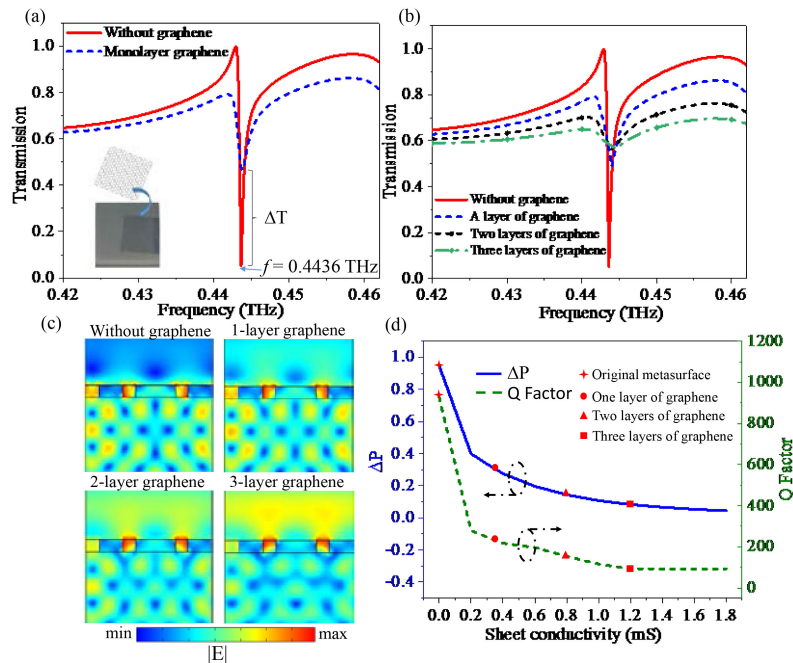 (a)
Without graphene
Monolayer graphene
Transmission
1.0
0.8
0.6
0.4
0.2
0.0
ΔT
f = 0.4436 THz
0.42
0.43
0.44
0.45
0.46
Frequency (THz)
(b)
Transmission
1.0
0.8
0.6
0.4
0.2
0.0
Without graphene
A layer of graphene
Two layers of graphene
Three layers of graphene
0.42
0.43
0.44
0.45
0.46
Frequency (THz)
(c)
Without graphene
1-layer graphene
2-layer graphene
3-layer graphene
min
max
|E|
(d)
ΔP
1.0
0.8
0.6
0.4
0.2
0.0
-0.2
-0.4
ΔP
Q Factor
Original metasurface
One layer of graphene
Two layers of graphene
Three layers of graphene
1200
1000
800
600
400
200
0
Q Factor
0.0
0.2
0.4
0.6
0.8
1.0
1.2
1.4
1.6
1.8
Sheet conductivity (mS)